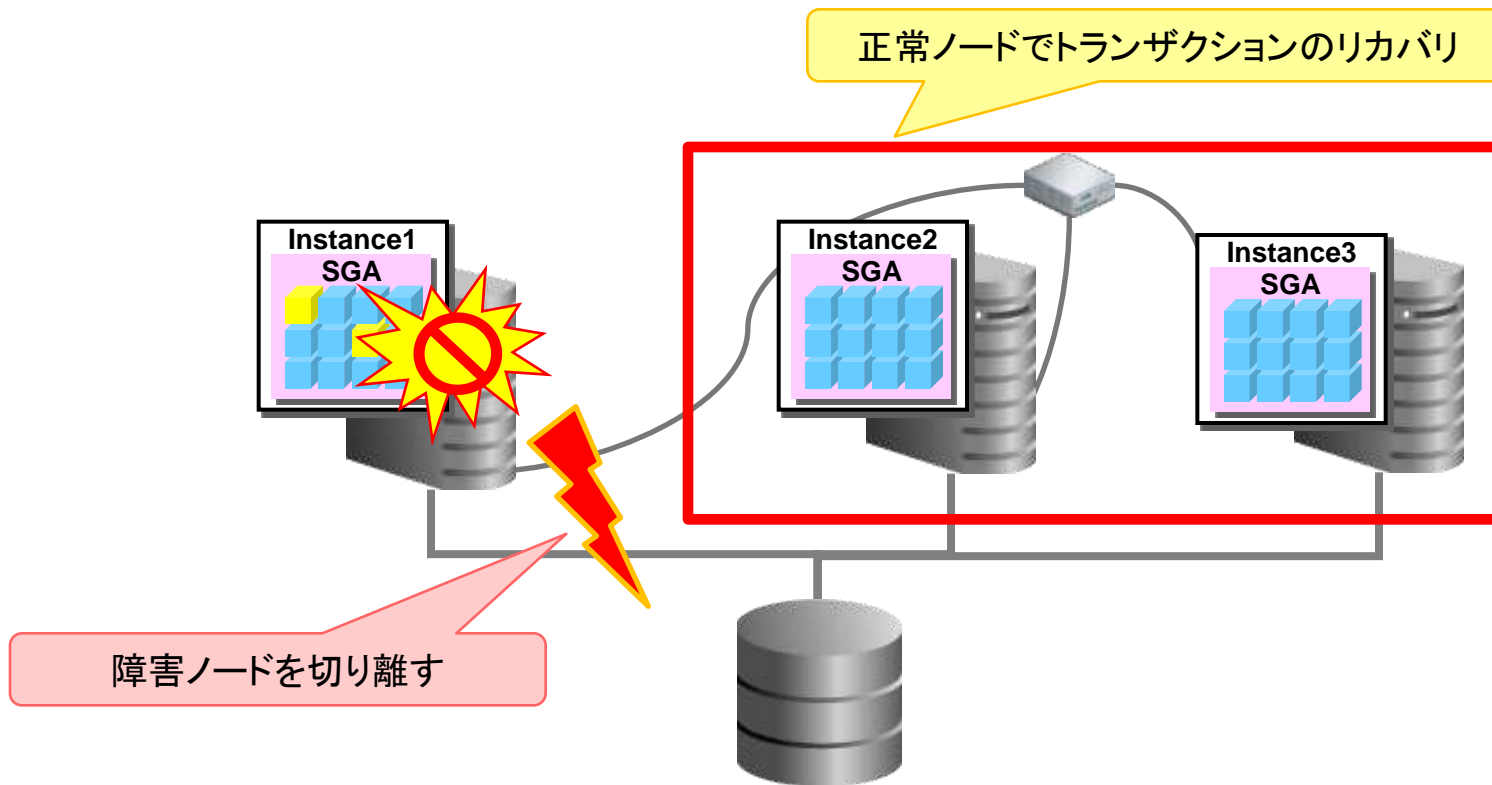 正常ノードでトランザクションのリカバリ
Instance1
SGA
Instance2
SGA
Instance3
SGA
障害ノードを切り離す